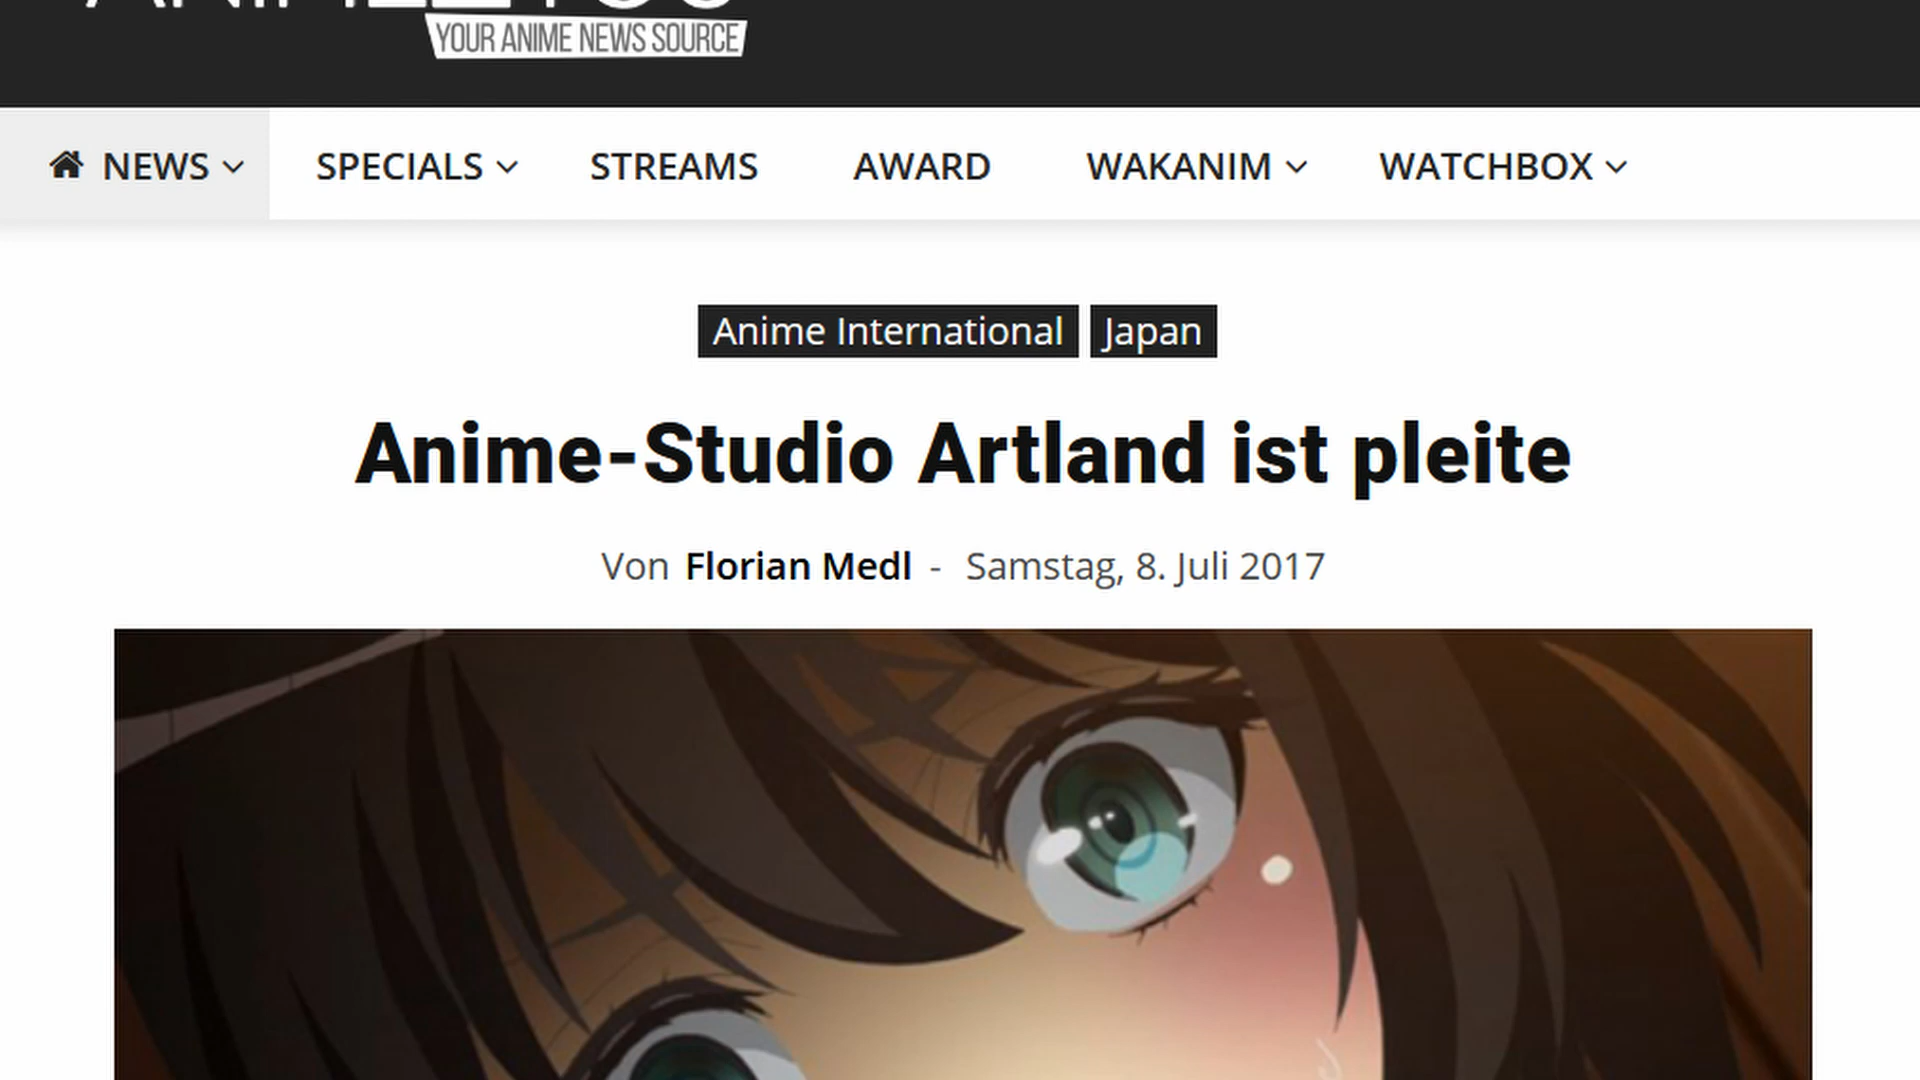 YOUR ANIME NEWS SOURCE
NEWS SPECIALS STREAMS AWARD WAKANIM WATCHBOX
Anime International Japan
Anime-Studio Artland ist pleite
Von Florian Medl - Samstag, 8. Juli 2017